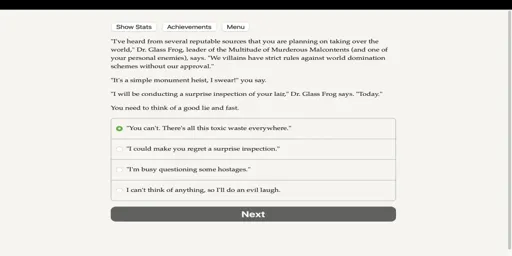 Show Stats Achievements Menu
"I've heard from several reputable sources that you are planning on taking over the
world," Dr. Glass Frog, leader of the Multitude of Murderous Malcontents (and one of
your personal enemies), says. "We villains have strict rules against world domination
schemes without our approval."
"It's a simple monument heist, I swear!" you say.
"I will be conducting a surprise inspection of your lair," Dr. Glass Frog says. "Today."
You need to think of a good lie and fast.
"You can't. There's all this toxic waste everywhere."
"I could make you regret a surprise inspection."
"I'm busy questioning some hostages."
I can't think of anything, so I'll do an evil laugh.
Next